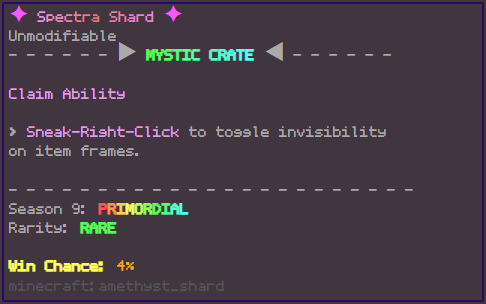 ✦ Spectra Shard ✦
Unmodifiable
- - - - - - ▶ MYSTIC CRATE ◀ - - - - - -
Claim Ability
> Sneak-Right-Click to toggle invisibility
on item frames.
- - - - - - - - - - - - - - - - - - - - - - - - -
Season 9: PRIMORDIAL
Rarity: RARE
Win Chance: 4%
minecraft:amethyst_shard